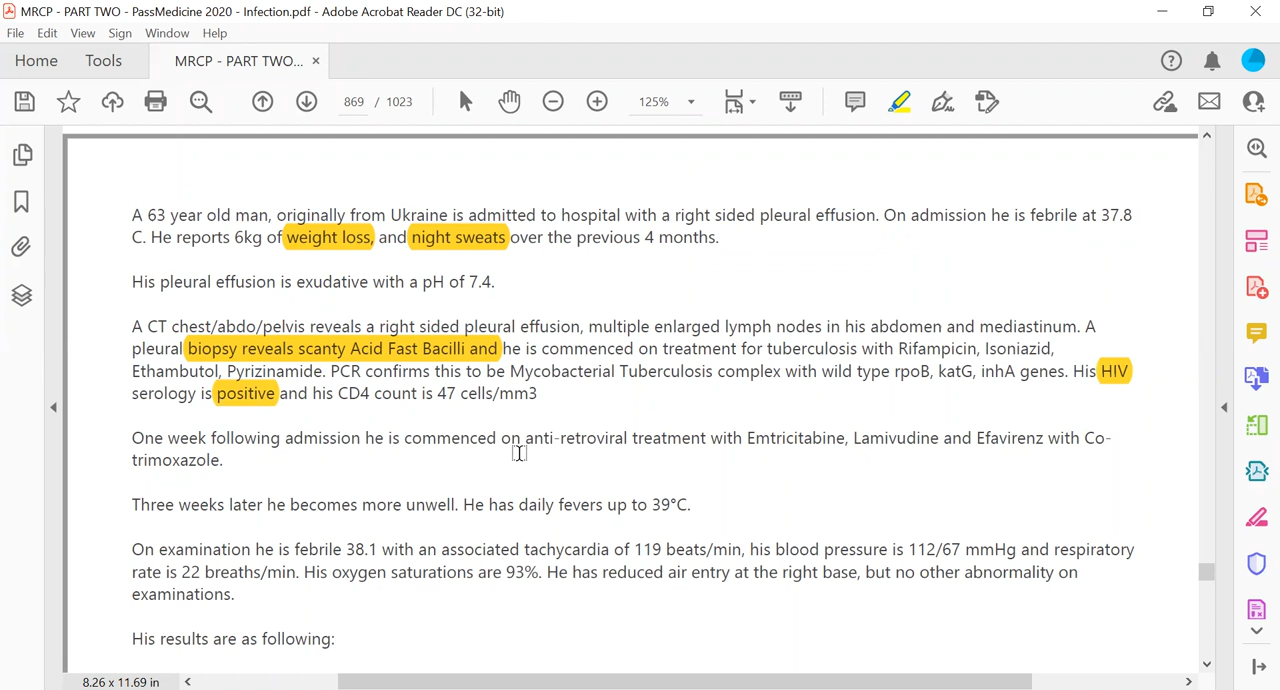 MRCP - PART TWO - PassMedicine 2020 - Infection.pdf - Adobe Acrobat Reader DC (32-bit)
File Edit View Sign Window Help
Home Tools MRCP - PART TWO... ×
869 / 1023 125%
A 63 year old man, originally from Ukraine is admitted to hospital with a right sided pleural effusion. On admission he is febrile at 37.8
C. He reports 6kg of weight loss, and night sweats over the previous 4 months.
His pleural effusion is exudative with a pH of 7.4.
A CT chest/abdo/pelvis reveals a right sided pleural effusion, multiple enlarged lymph nodes in his abdomen and mediastinum. A
pleural biopsy reveals scanty Acid Fast Bacilli and he is commenced on treatment for tuberculosis with Rifampicin, Isoniazid,
Ethambutol, Pyrizinamide. PCR confirms this to be Mycobacterial Tuberculosis complex with wild type rpoB, katG, inhA genes. His HIV
serology is positive and his CD4 count is 47 cells/mm3
One week following admission he is commenced on anti-retroviral treatment with Emtricitabine, Lamivudine and Efavirenz with Co-
trimoxazole.
Three weeks later he becomes more unwell. He has daily fevers up to 39°C.
On examination he is febrile 38.1 with an associated tachycardia of 119 beats/min, his blood pressure is 112/67 mmHg and respiratory
rate is 22 breaths/min. His oxygen saturations are 93%. He has reduced air entry at the right base, but no other abnormality on
examinations.
His results are as following:
8.26 x 11.69 in